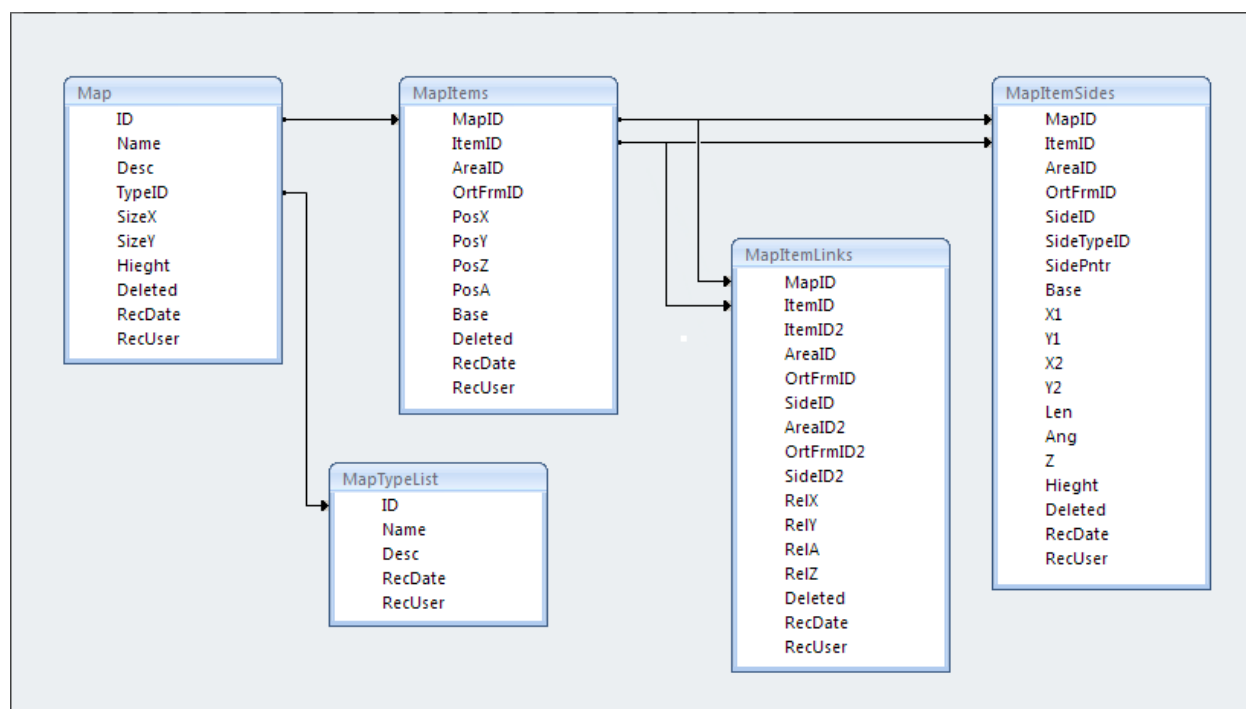 Map
ID
Name
Desc
TypeID
SizeX
SizeY
Hieght
Deleted
RecDate
RecUser
MapItems
MapID
ItemID
AreaID
OrtFrmID
PosX
PosY
PosZ
PosA
Base
Deleted
RecDate
RecUser
MapItemSides
MapID
ItemID
AreaID
OrtFrmID
SideID
SideTypeID
SidePntr
Base
X1
Y1
X2
Y2
Len
Ang
Z
Hieght
Deleted
RecDate
RecUser
MapItemLinks
MapID
ItemID
ItemID2
AreaID
OrtFrmID
SideID
AreaID2
OrtFrmID2
SideID2
RelX
RelY
RelA
RelZ
Deleted
RecDate
RecUser
MapTypeList
ID
Name
Desc
RecDate
RecUser